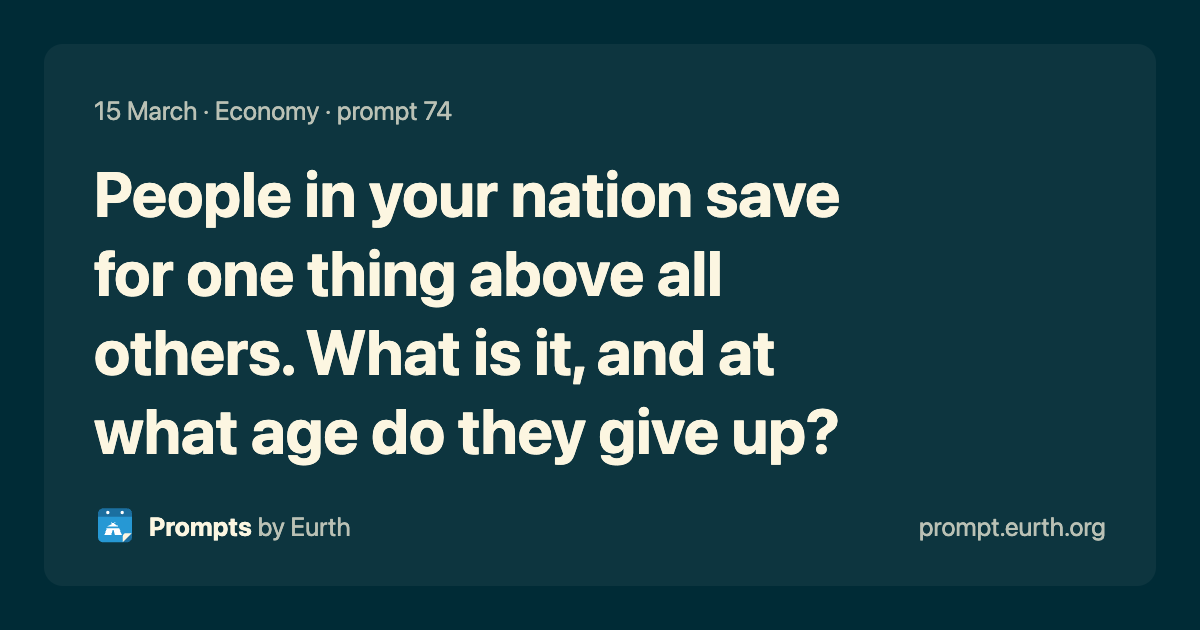 15 March · Economy · prompt 74
People in your nation save
for one thing above all
others. What is it, and at
what age do they give up?
Prompts by Eurth
prompt.eurth.org